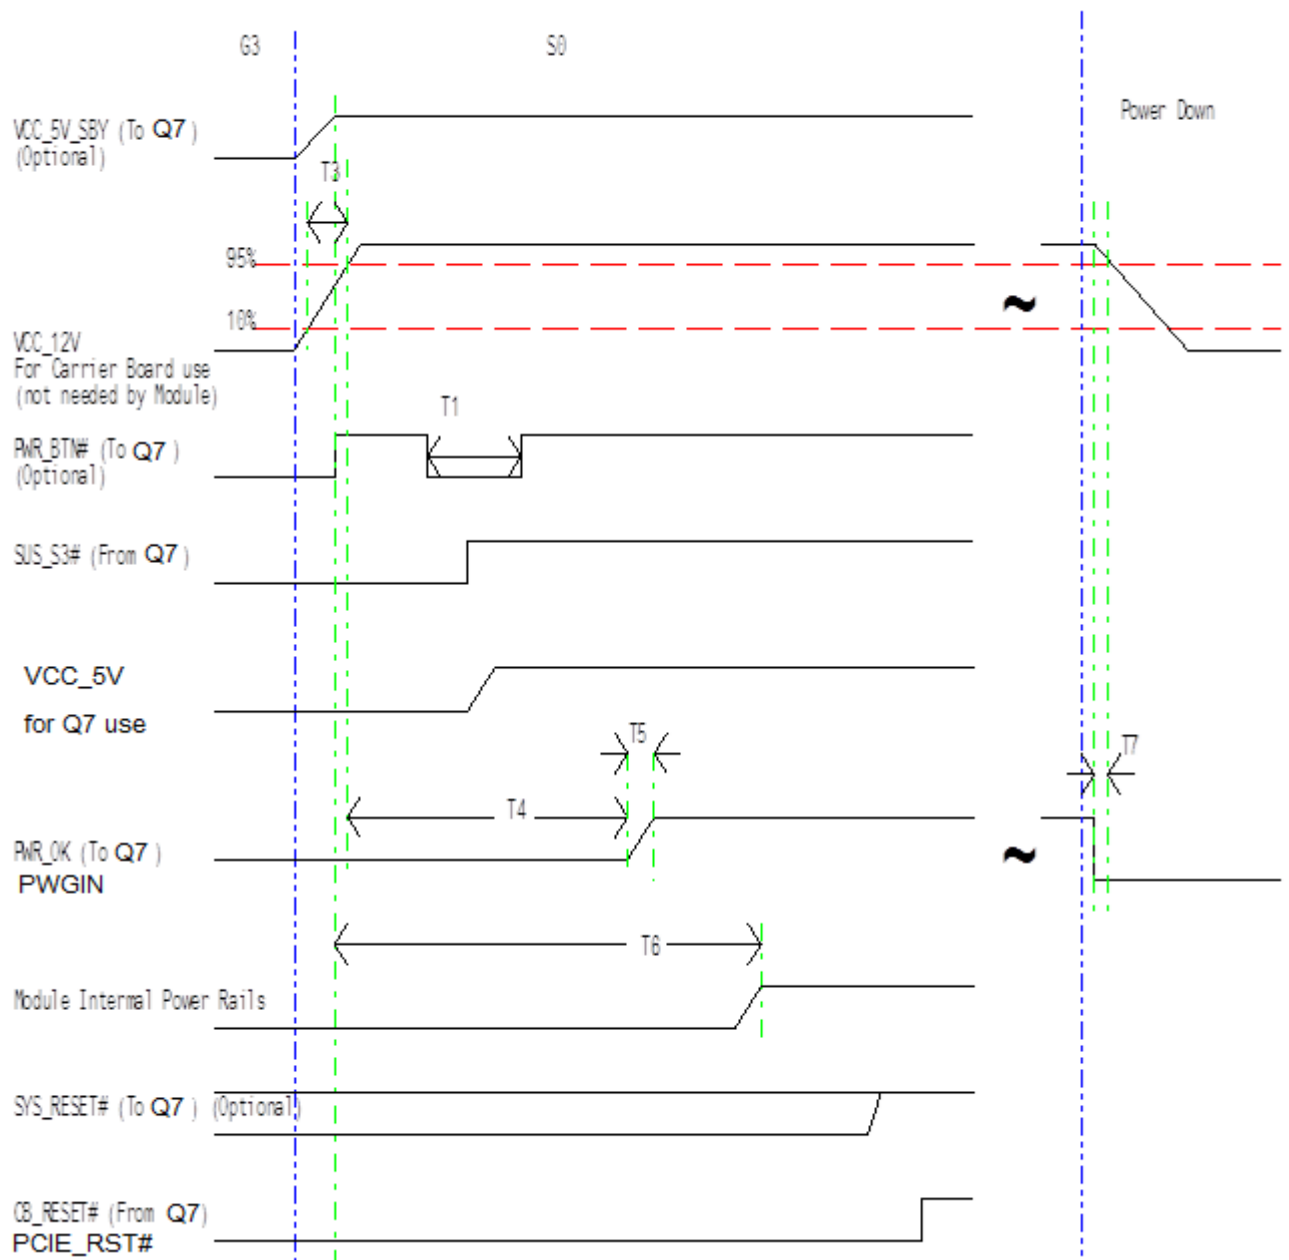 G3
S0
Power Down
VCC_5V_SBY (To Q7)
(Optional)
T3
95%
10%
VCC_12V
For Carrier Board use
(not needed by Module)
T1
PWR_BTN# (To Q7)
(Optional)
SUS_S3# (From Q7)
VCC_5V
for Q7 use
T5
T7
T4
PWR_OK (To Q7)
PWGIN
T6
Module Internal Power Rails
SYS_RESET# (To Q7) (Optional)
CB_RESET# (From Q7)
PCIE_RST#
~
~